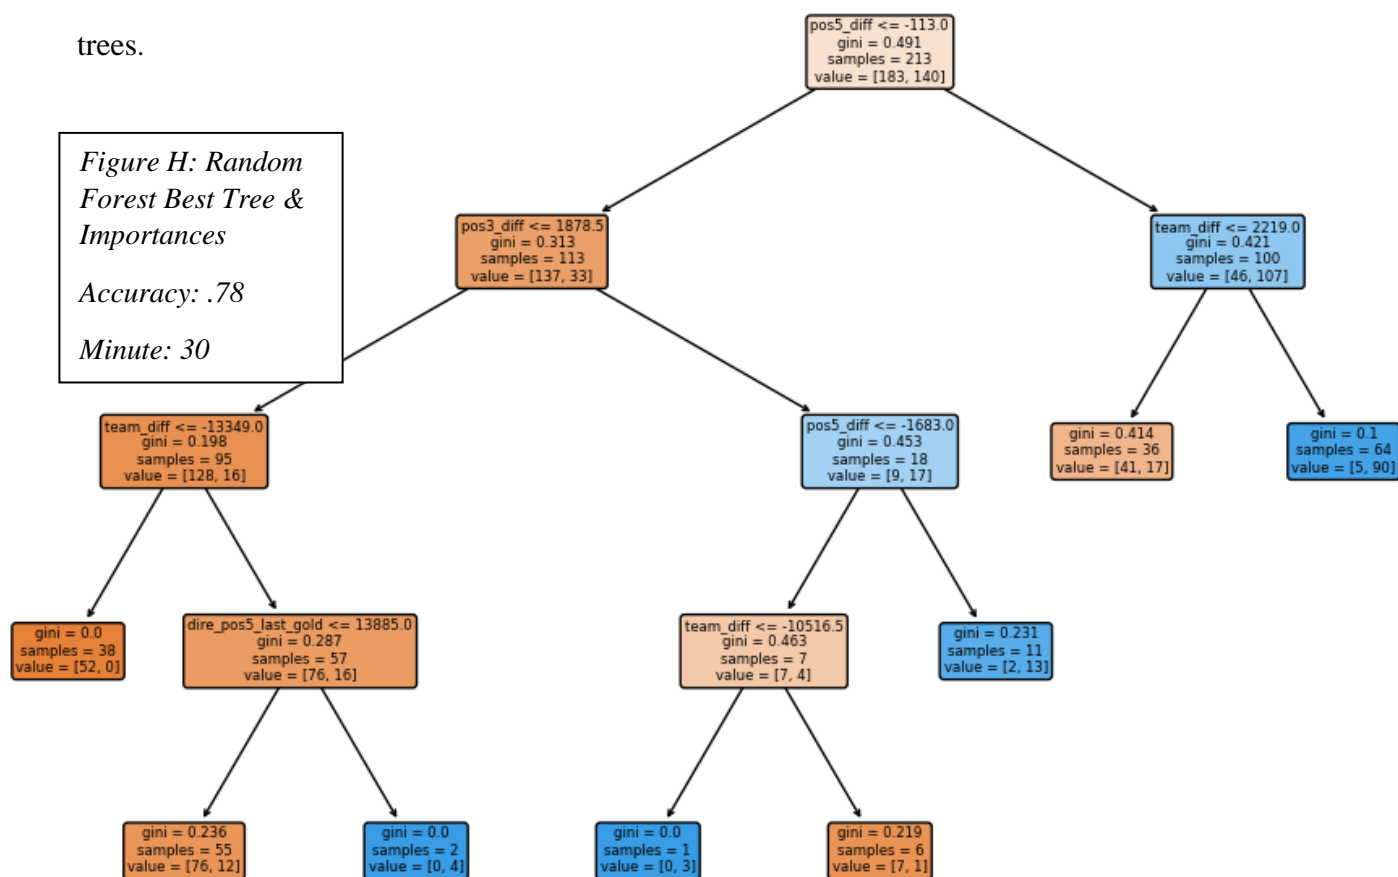 trees.
Figure H: Random
Forest Best Tree &
Importances
Accuracy: .78
Minute: 30
pos5_diff <= -113.0
gini = 0.491
samples = 213
value = [183, 140]
pos3_diff <= 1878.5
gini = 0.313
samples = 113
value = [137, 33]
team_diff <= 2219.0
gini = 0.421
samples = 100
value = [46, 107]
team_diff <= -13349.0
gini = 0.198
samples = 95
value = [128, 16]
pos5_diff <= -1683.0
gini = 0.453
samples = 18
value = [9, 17]
gini = 0.414
samples = 36
value = [41, 17]
gini = 0.1
samples = 64
value = [5, 90]
gini = 0.0
samples = 38
value = [52, 0]
dire_pos5_last_gold <= 13885.0
gini = 0.287
samples = 57
value = [76, 16]
team_diff <= -10516.5
gini = 0.463
samples = 7
value = [7, 4]
gini = 0.231
samples = 11
value = [2, 13]
gini = 0.236
samples = 55
value = [76, 12]
gini = 0.0
samples = 2
value = [0, 4]
gini = 0.0
samples = 1
value = [0, 3]
gini = 0.219
samples = 6
value = [7, 1]